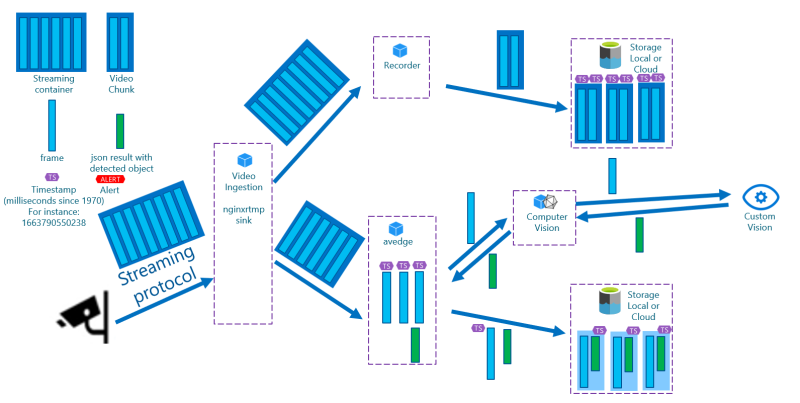 Streaming
container
Video
Chunk
frame
json result with
detected object
TS
ALERT
Timestamp
(milliseconds since 1970)
For instance:
1663790550238
Alert
Streaming
protocol
Video
Ingestion
nginxrtmp
sink
Recorder
Storage
Local or
Cloud
TS TS TS TS TS TS
avedge
TS TS TS
Computer
Vision
Custom
Vision
TS
Storage
Local or
Cloud
TS TS TS